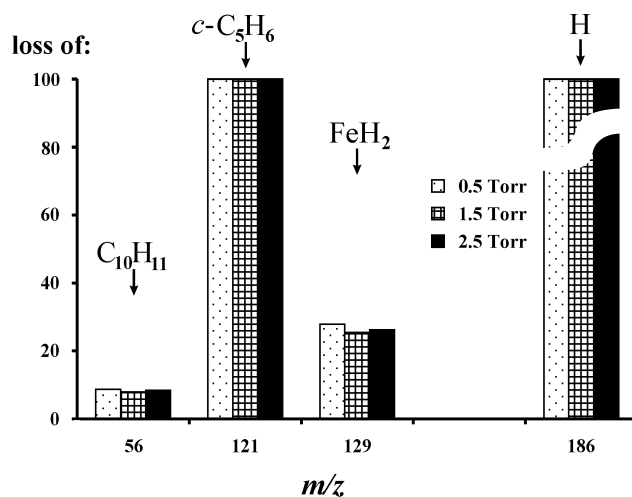 loss of:
c-C₅H₆
H
FeH₂
C₁₀H₁₁
100
80
60
40
20
0
0.5 Torr
1.5 Torr
2.5 Torr
56 121 129 186
m/z